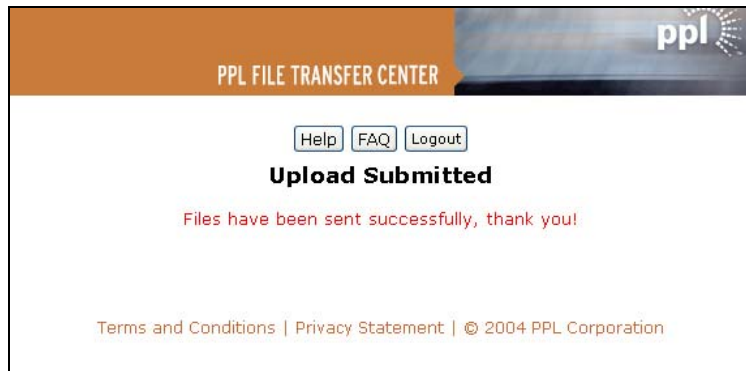 ppl
PPL FILE TRANSFER CENTER
Help FAQ Logout
Upload Submitted
Files have been sent successfully, thank you!
Terms and Conditions | Privacy Statement | © 2004 PPL Corporation